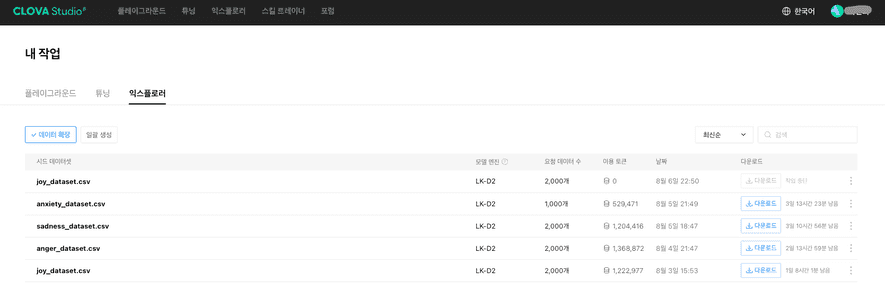 CLOVA Studio 플레이그라운드 튜닝 익스플로러 스킬 트레이너 포럼 한국어
내 작업
플레이그라운드 튜닝 익스플로러
데이터 확장 일괄 생성 최신순 검색
시드 데이터셋 모델 엔진 요청 데이터 수 이용 토큰 날짜 다운로드
joy_dataset.csv LK-D2 2,000개 0 8월 6일 22:50 다운로드 작업 중단
anxiety_dataset.csv LK-D2 1,000개 529,471 8월 5일 21:49 다운로드 3일 13시간 23분 남음
sadness_dataset.csv LK-D2 2,000개 1,204,416 8월 5일 18:47 다운로드 3일 10시간 56분 남음
anger_dataset.csv LK-D2 2,000개 1,368,872 8월 4일 21:47 다운로드 2일 13시간 59분 남음
joy_dataset.csv LK-D2 2,000개 1,222,977 8월 3일 15:53 다운로드 1일 8시간 1분 남음